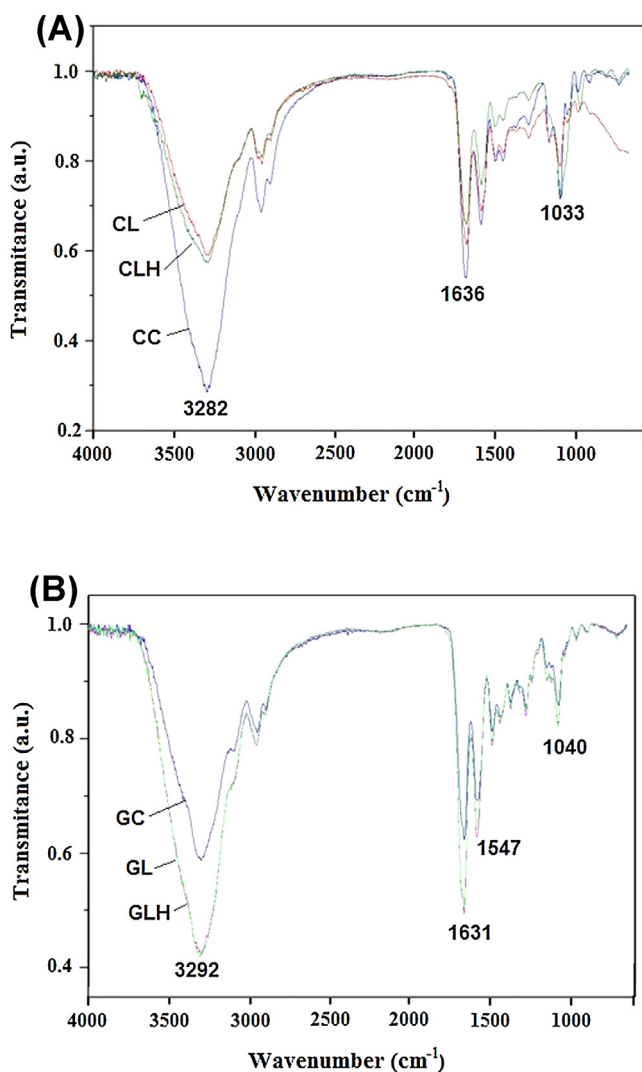 (A)
1.0
0.8
0.6
0.4
0.2
Transmitance (a.u.)
CL
CLH
CC
3282
1636
1033
4000 3500 3000 2500 2000 1500 1000
Wavenumber (cm-1)
(B)
1.0
0.8
0.6
0.4
Transmitance (a.u.)
GC
GL
GLH
3292
1631
1547
1040
4000 3500 3000 2500 2000 1500 1000
Wavenumber (cm-1)